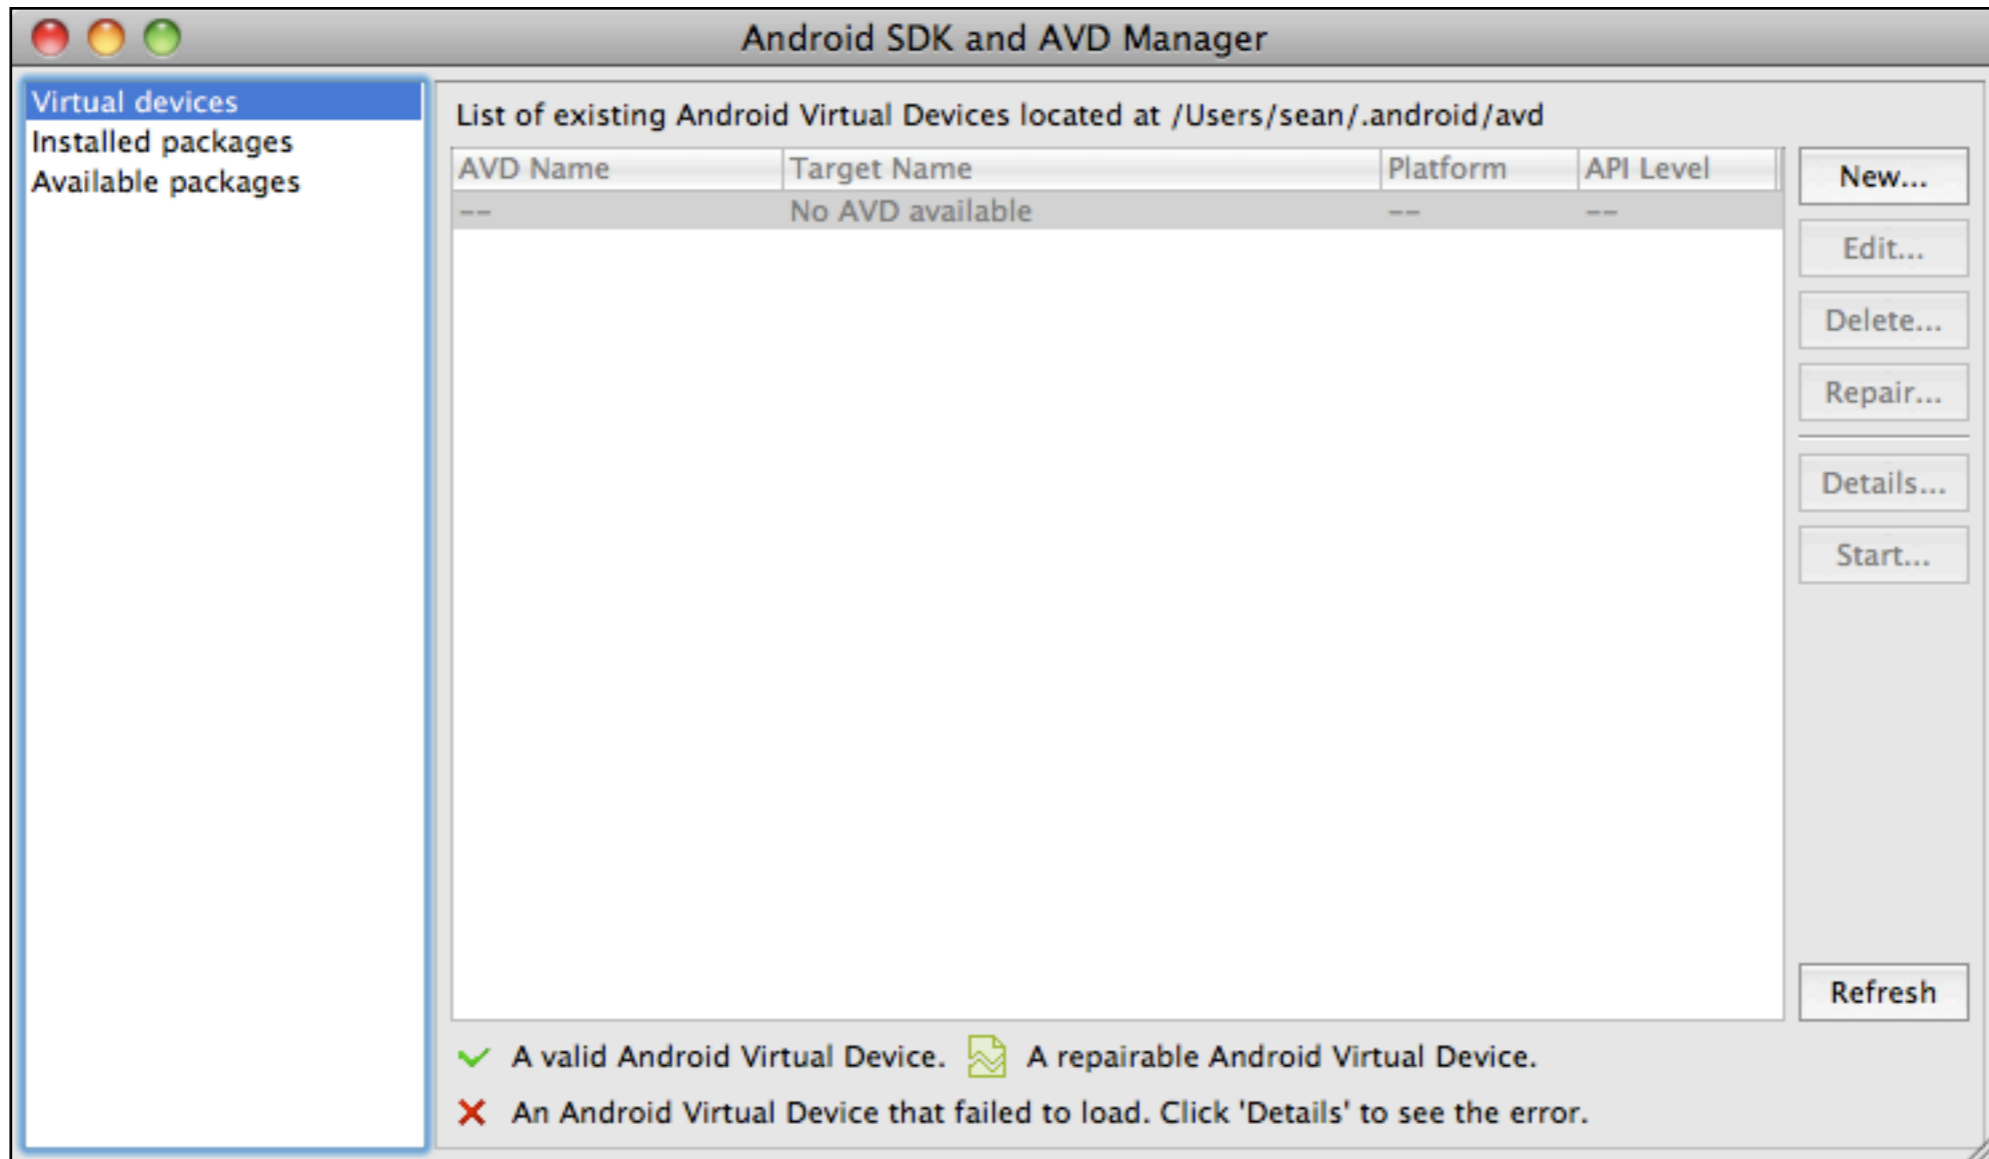 Android SDK and AVD Manager
Virtual devices
Installed packages
Available packages
List of existing Android Virtual Devices located at /Users/sean/.android/avd
AVD Name Target Name Platform API Level
-- No AVD available -- --
New...
Edit...
Delete...
Repair...
Details...
Start...
Refresh
A valid Android Virtual Device. A repairable Android Virtual Device.
An Android Virtual Device that failed to load. Click 'Details' to see the error.